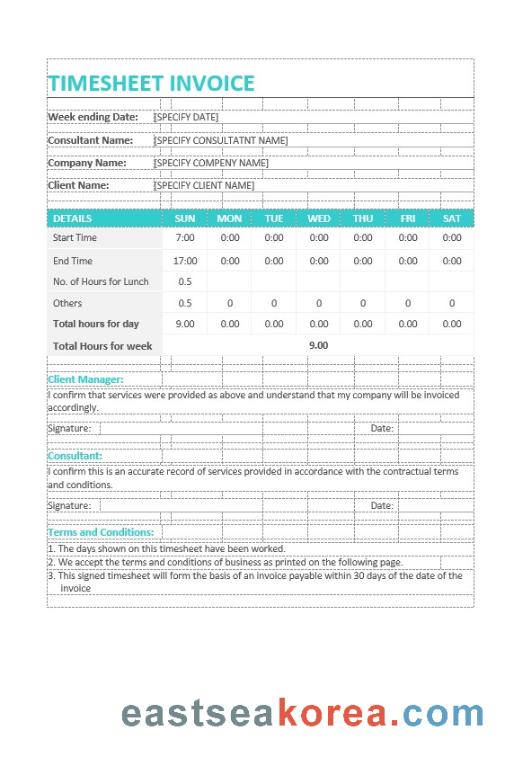 TIMESHEET INVOICE
Week ending Date: [SPECIFY DATE]
Consultant Name: [SPECIFY CONSULTATNT NAME]
Company Name: [SPECIFY COMPENY NAME]
Client Name: [SPECIFY CLIENT NAME]
DETAILS SUN MON TUE WED THU FRI SAT
Start Time 7:00 0:00 0:00 0:00 0:00 0:00 0:00
End Time 17:00 0:00 0:00 0:00 0:00 0:00 0:00
No. of Hours for Lunch 0.5
Others 0.5 0 0 0 0 0 0
Total hours for day 9.00 0.00 0.00 0.00 0.00 0.00 0.00
Total Hours for week 9.00
Client Manager:
I confirm that services were provided as above and understand that my company will be invoiced
accordingly.
Signature: Date:
Consultant:
I confirm this is an accurate record of services provided in accordance with the contractual terms
and conditions.
Signature: Date:
Terms and Conditions:
1. The days shown on this timesheet have been worked.
2. We accept the terms and conditions of business as printed on the following page.
3. This signed timesheet will form the basis of an invoice payable within 30 days of the date of the
invoice
eastseakorea.com